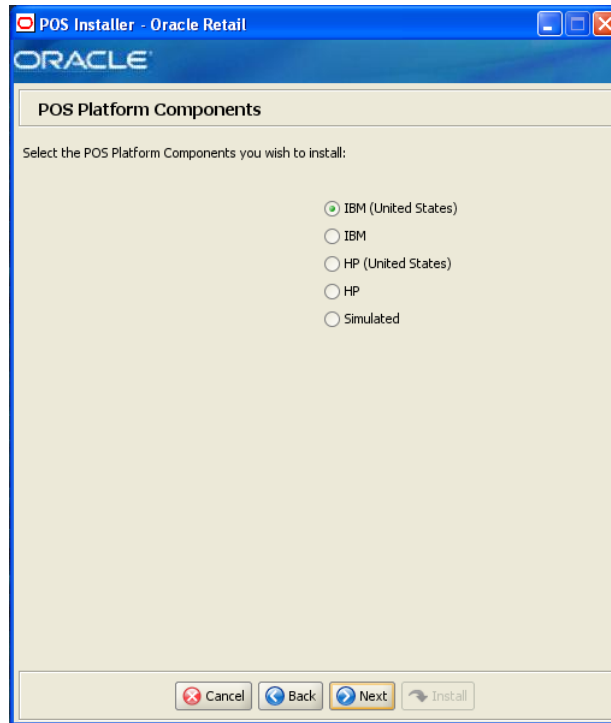 POS Installer - Oracle Retail
ORACLE
POS Platform Components
Select the POS Platform Components you wish to install:
IBM (United States)
IBM
HP (United States)
HP
Simulated
Cancel Back Next Install